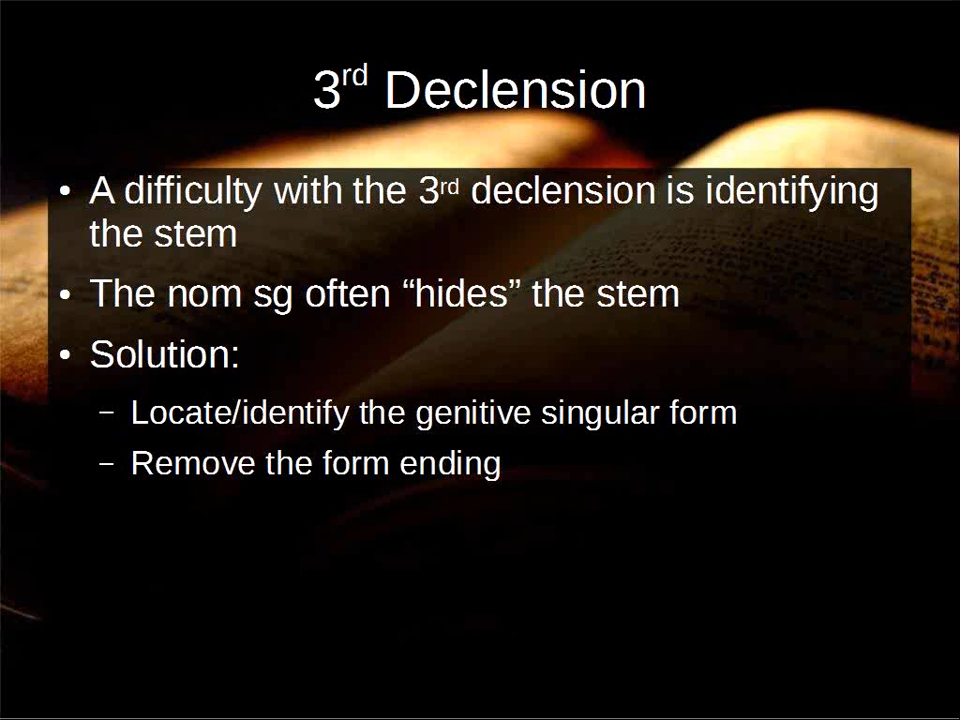 3rd Declension
• A difficulty with the 3rd declension is identifying
the stem
• The nom sg often “hides” the stem
• Solution:
– Locate/identify the genitive singular form
– Remove the form ending